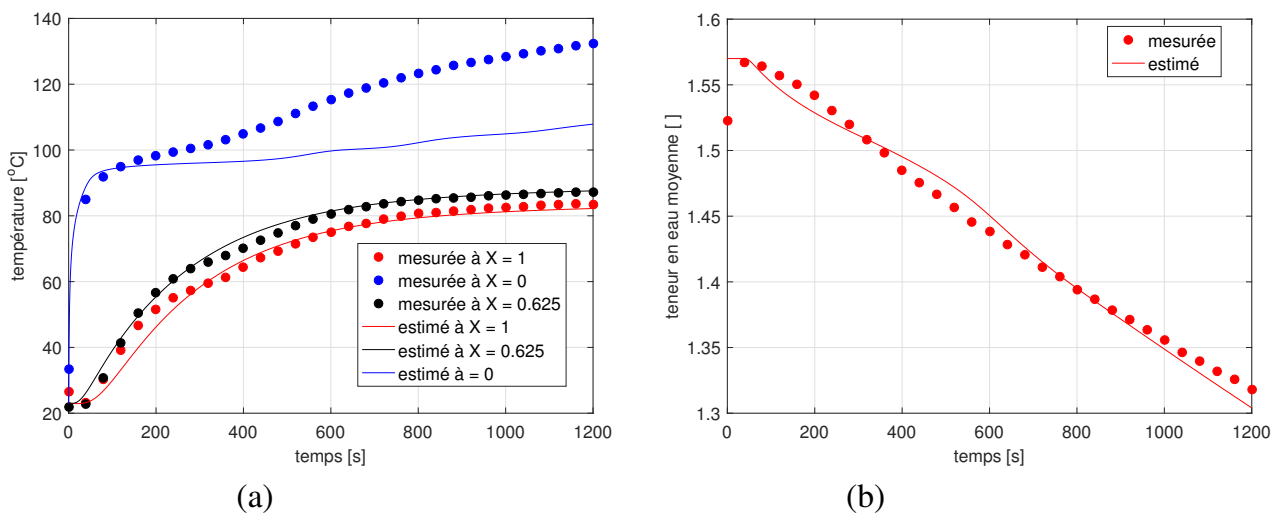 140
120
100
80
60
40
20
0
200
400
600
800
1000
1200
température [°C]
temps [s]
mesurée à X = 1
mesurée à X = 0
mesurée à X = 0.625
estimé à X = 1
estimé à X = 0.625
estimé à = 0
(a)
1.6
1.55
1.5
1.45
1.4
1.35
1.3
0
200
400
600
800
1000
1200
teneur en eau moyenne [ ]
temps [s]
mesurée
estimé
(b)